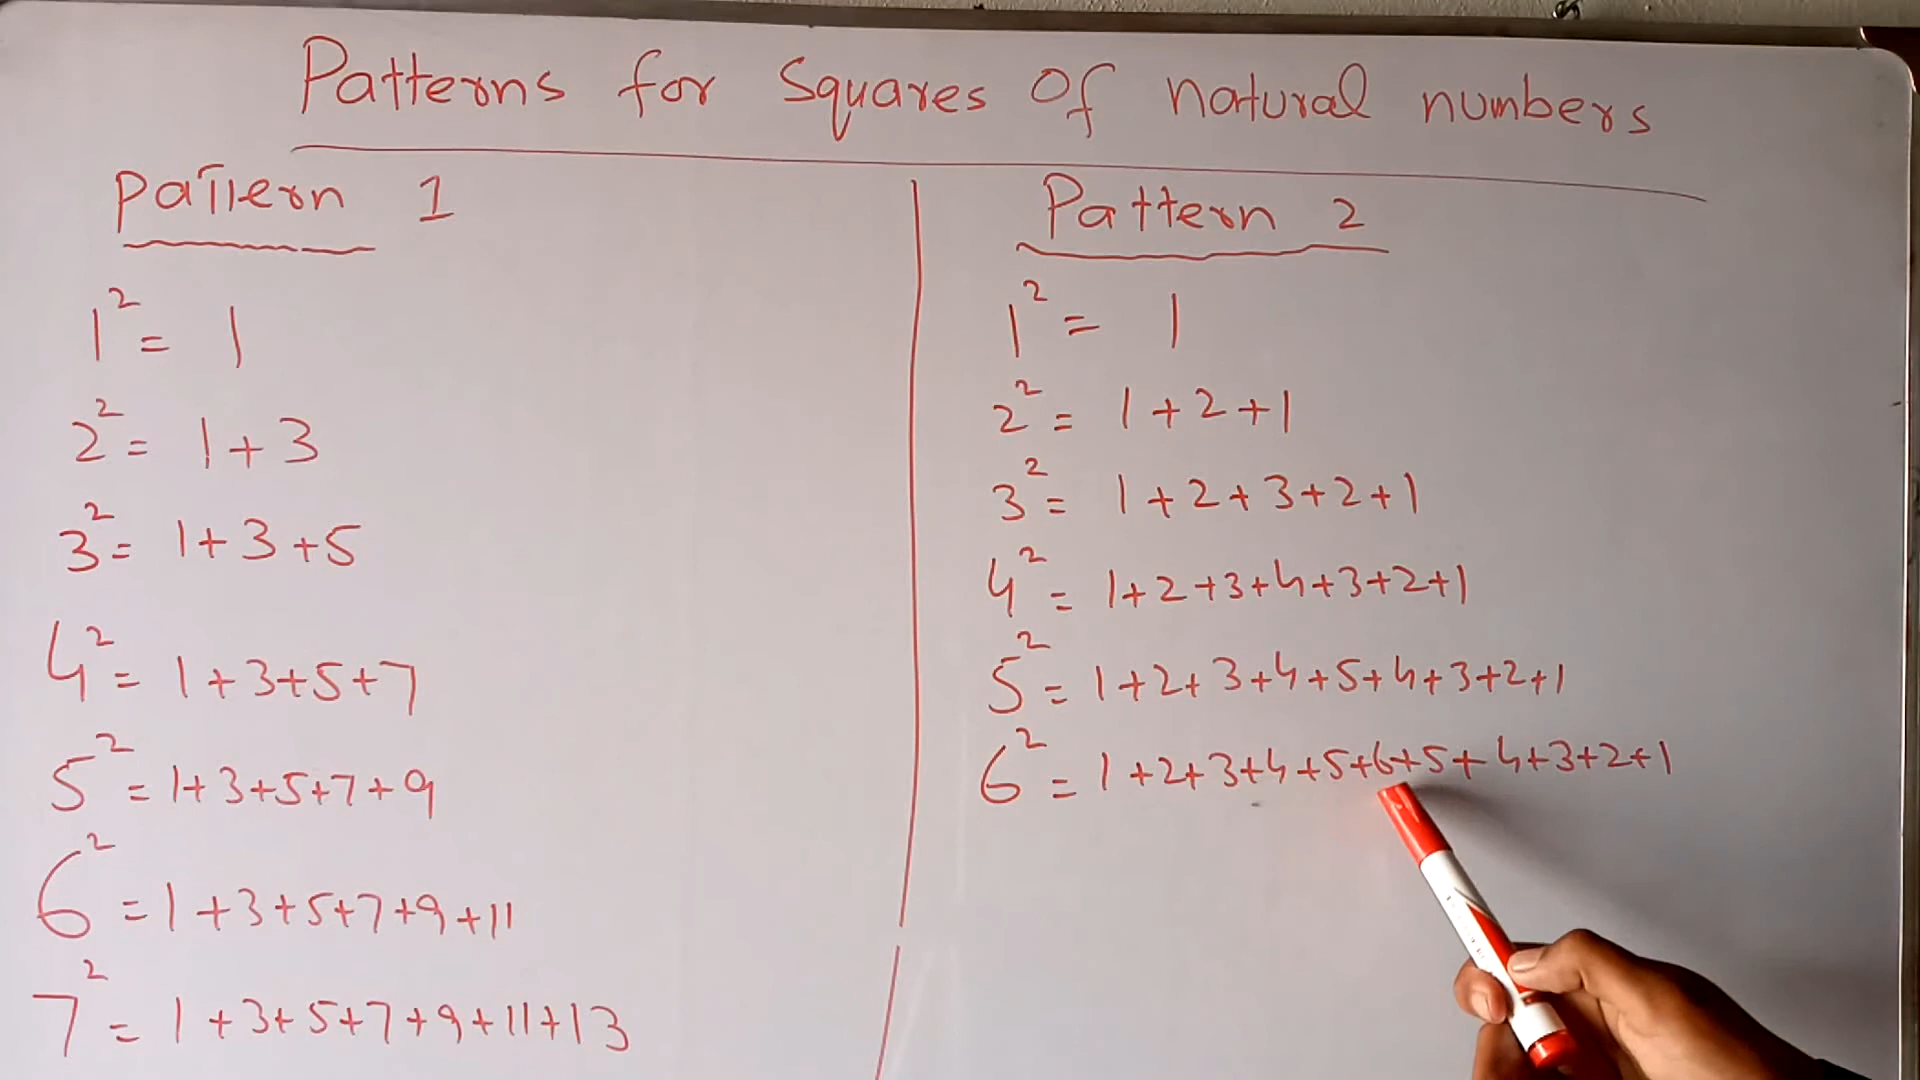 Patterns for Squares Of natural numbers
Pattern 1
1² = 1
2² = 1+3
3² = 1+3+5
4² = 1+3+5+7
5² = 1+3+5+7+9
6² = 1+3+5+7+9+11
7² = 1+3+5+7+9+11+13
Pattern 2
1² = 1
2² = 1+2+1
3² = 1+2+3+2+1
4² = 1+2+3+4+3+2+1
5² = 1+2+3+4+5+4+3+2+1
6² = 1+2+3+4+5+6+5+4+3+2+1